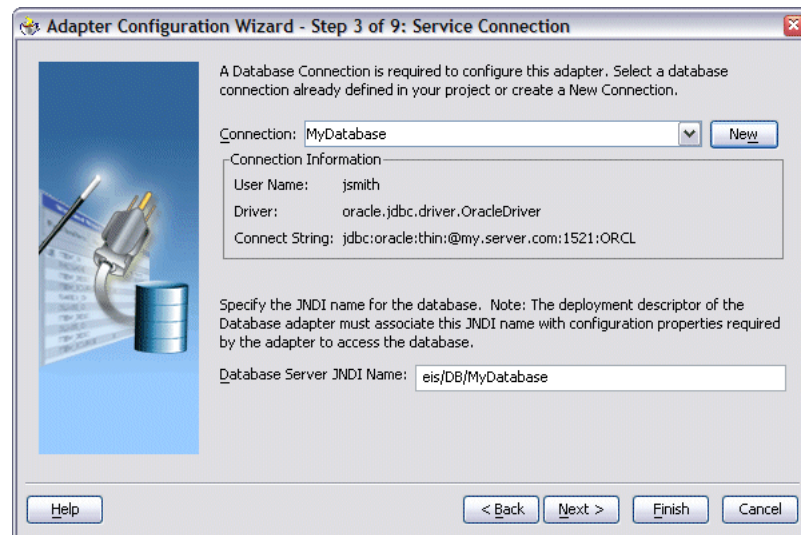 Adapter Configuration Wizard - Step 3 of 9: Service Connection
A Database Connection is required to configure this adapter. Select a database
connection already defined in your project or create a New Connection.
Connection: MyDatabase New
Connection Information
User Name: jsmith
Driver: oracle.jdbc.driver.OracleDriver
Connect String: jdbc:oracle:thin:@my.server.com:1521:ORCL
Specify the JNDI name for the database. Note: The deployment descriptor of the
Database adapter must associate this JNDI name with configuration properties required
by the adapter to access the database.
Database Server JNDI Name: eis/DB/MyDatabase
Help < Back Next > Finish Cancel